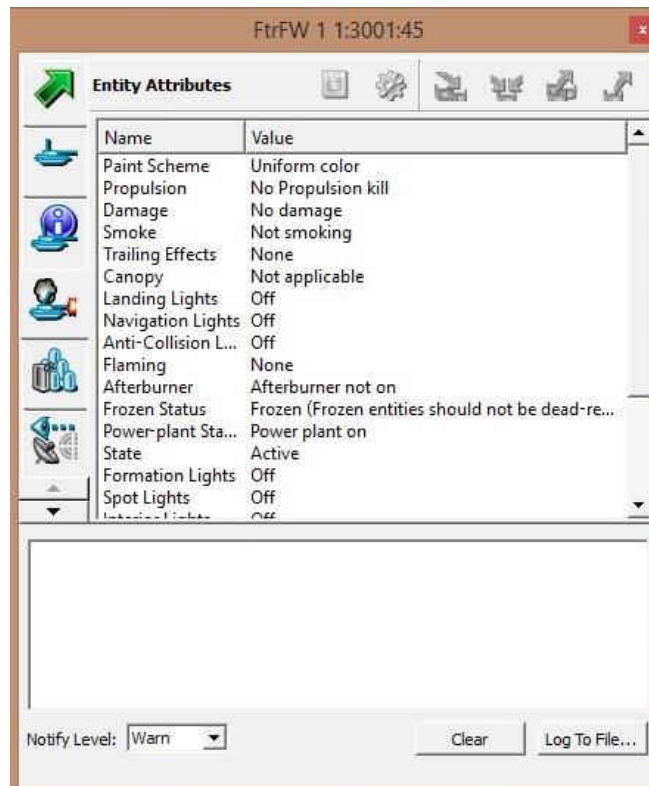 FtrFW 1 1:3001:45
x
Entity Attributes
Name Value
Paint Scheme Uniform color
Propulsion No Propulsion kill
Damage No damage
Smoke Not smoking
Trailing Effects None
Canopy Not applicable
Landing Lights Off
Navigation Lights Off
Anti-Collision L... Off
Flaming None
Afterburner Afterburner not on
Frozen Status Frozen (Frozen entities should not be dead-re...
Power-plant Sta... Power plant on
State Active
Formation Lights Off
Spot Lights Off
Interior Lights Off
Notify Level: Warn Clear Log To File...